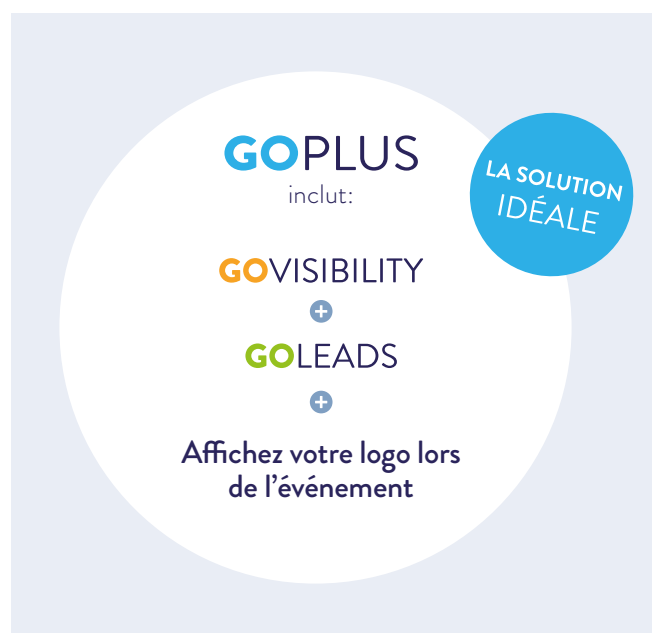 GOPLUS
inclut:
LA SOLUTION
IDÉALE
GOVISIBILITY
+
GOLEADS
+
Affichez votre logo lors
de l'événement